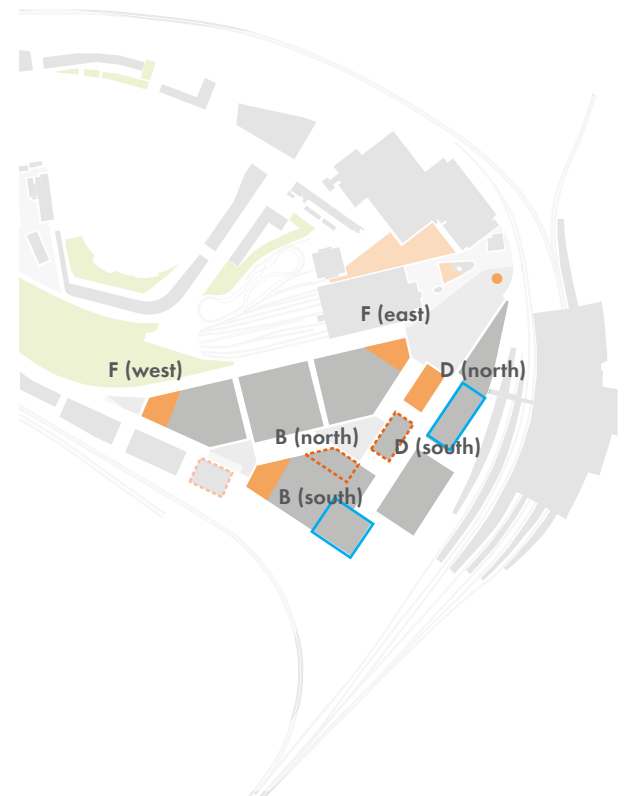 F (east)
F (west)
D (north)
B (north)
D (south)
B (south)